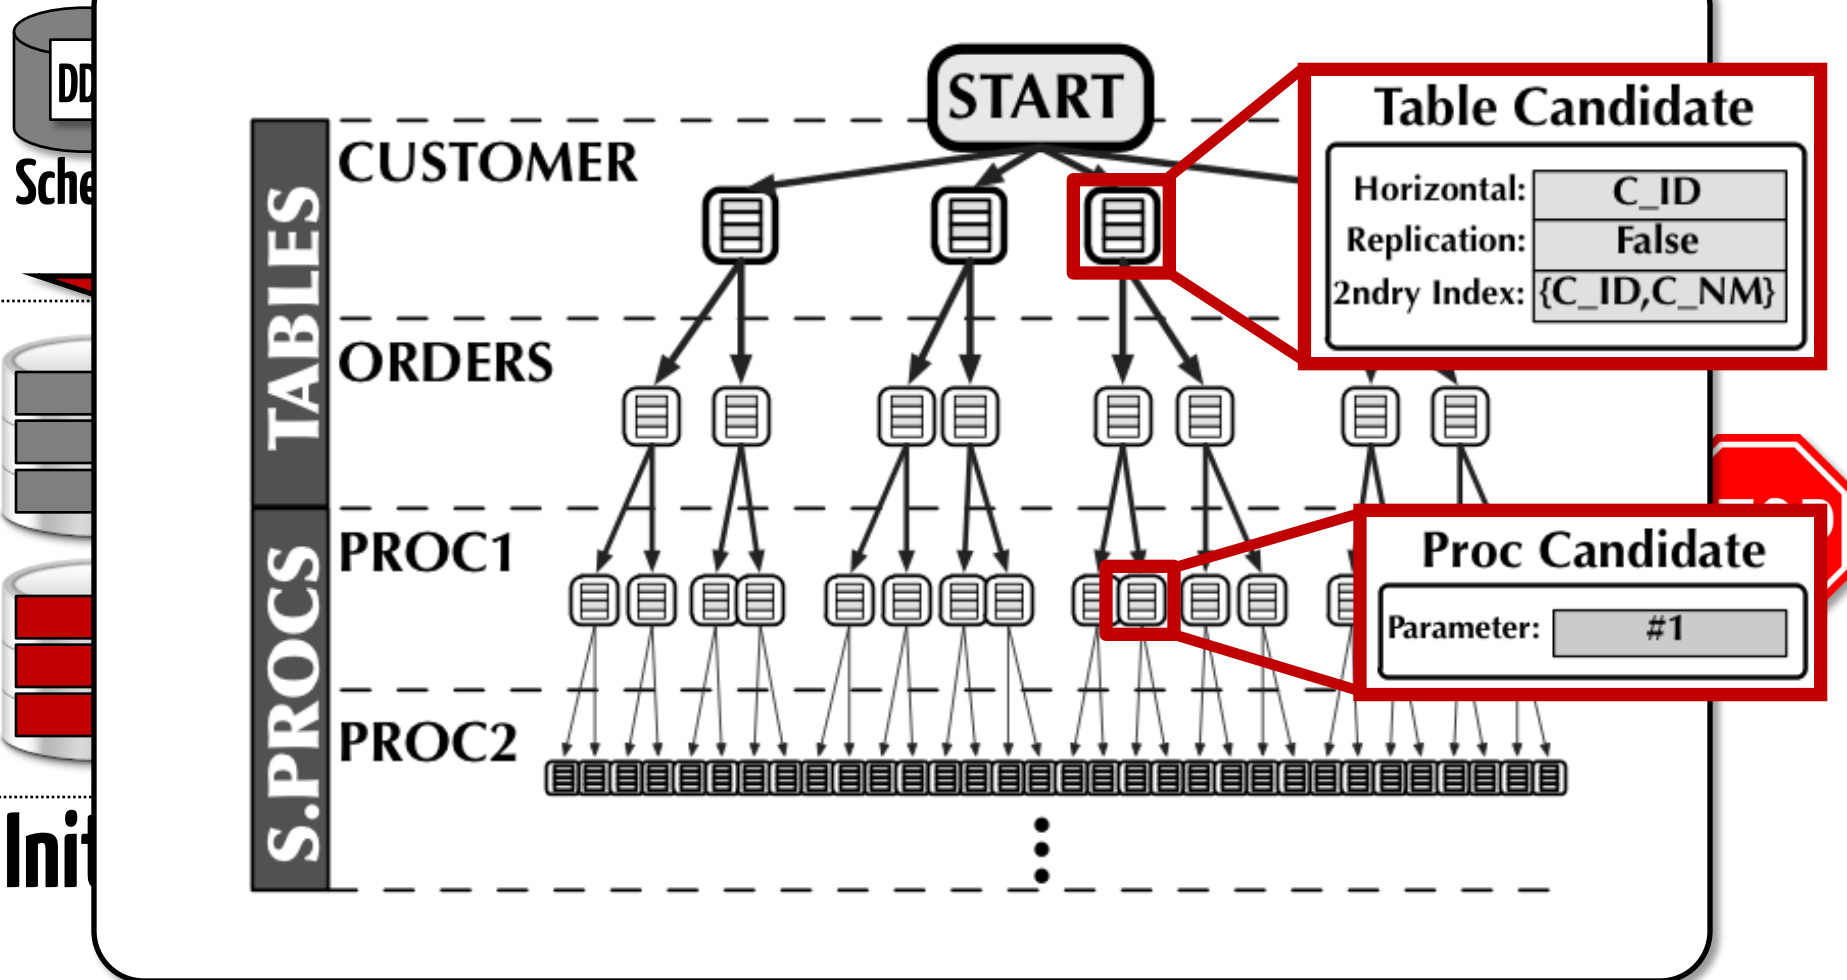 START
Table Candidate
Horizontal: C_ID
Replication: False
2ndry Index: {C_ID,C_NM}
TABLES
CUSTOMER
ORDERS
S.PROCS
PROC1
PROC2
Proc Candidate
Parameter: #1
DD
Sche
Init